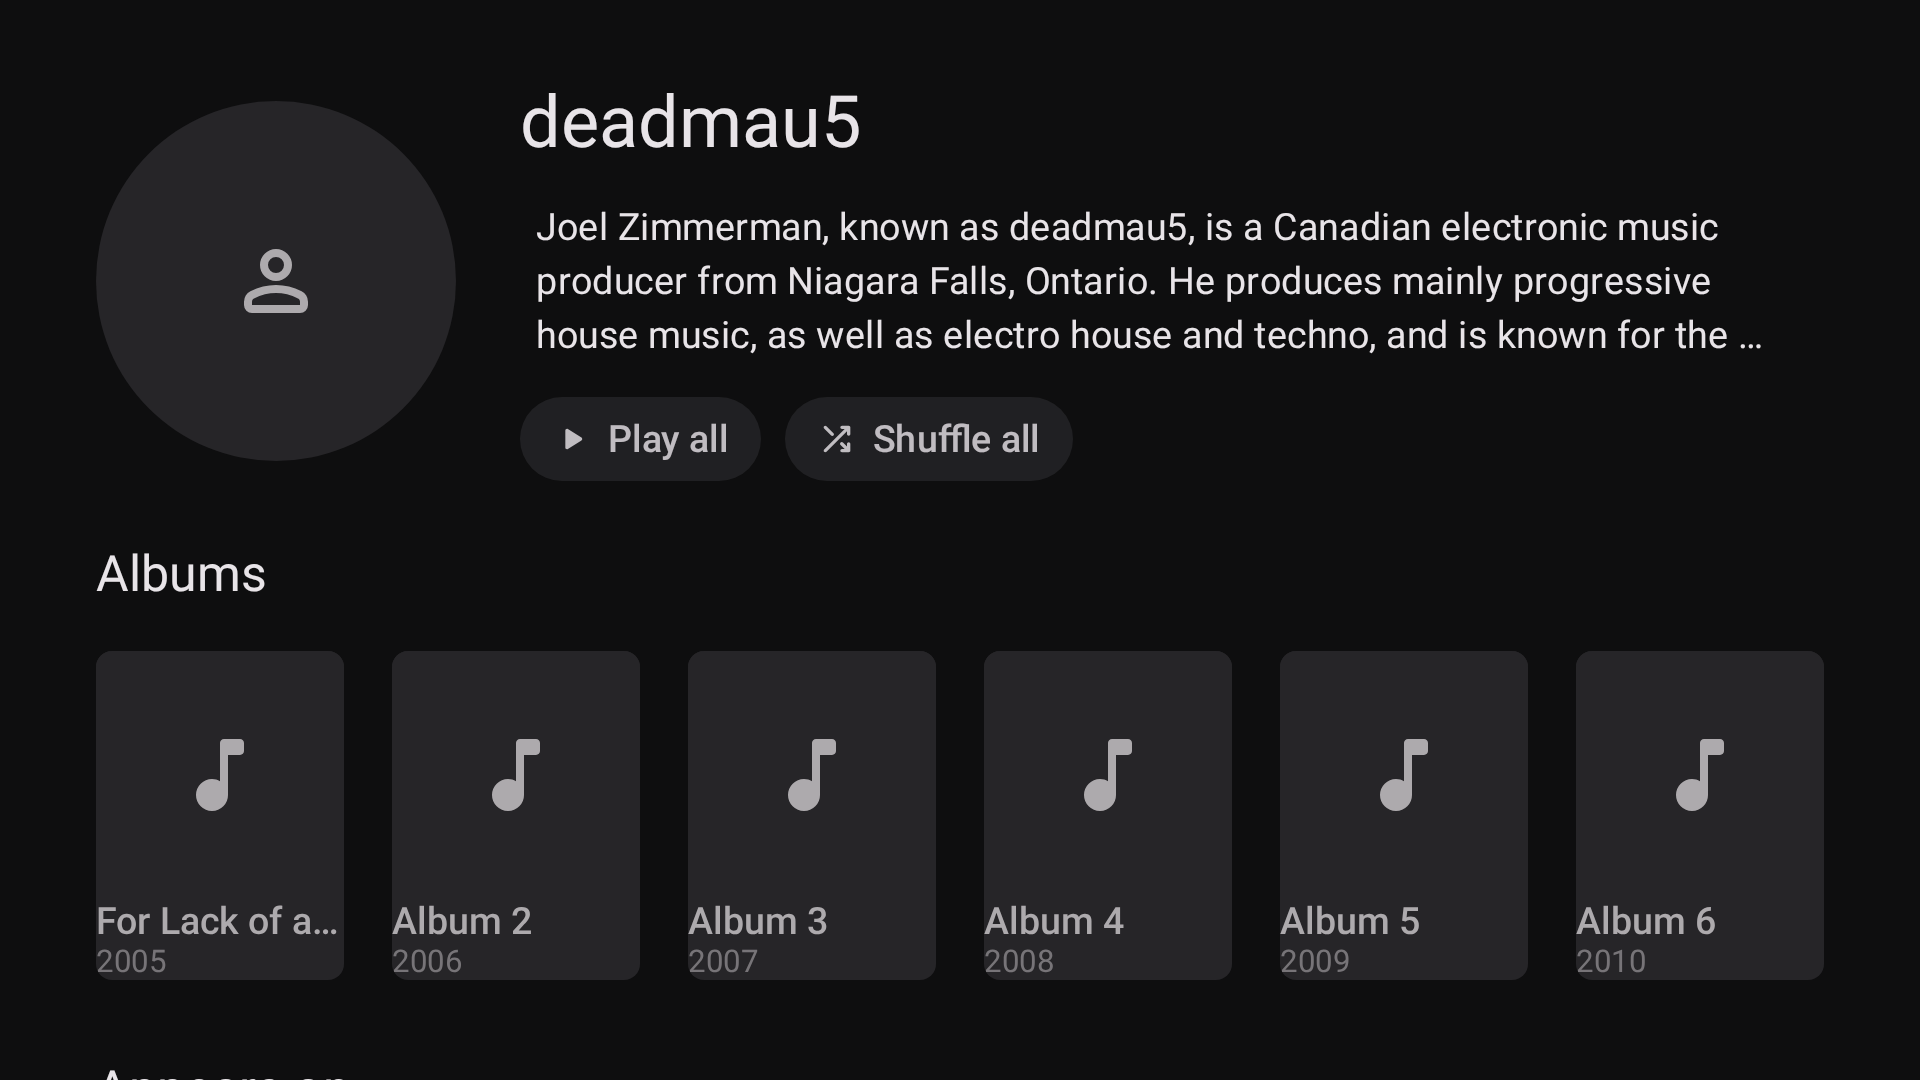 deadmau5
Joel Zimmerman, known as deadmau5, is a Canadian electronic music
producer from Niagara Falls, Ontario. He produces mainly progressive
house music, as well as electro house and techno, and is known for the ...
Play all
Shuffle all
Albums
For Lack of a...
2005
Album 2
2006
Album 3
2007
Album 4
2008
Album 5
2009
Album 6
2010
Appears on